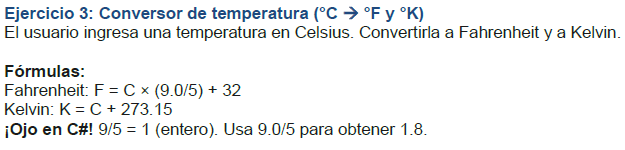 Ejercicio 3: Conversor de temperatura (°C → °F y °K)
El usuario ingresa una temperatura en Celsius. Convertirla a Fahrenheit y a Kelvin.
Fórmulas:
Fahrenheit: F = C × (9.0/5) + 32
Kelvin: K = C + 273.15
¡Ojo en C#! 9/5 = 1 (entero). Usa 9.0/5 para obtener 1.8.